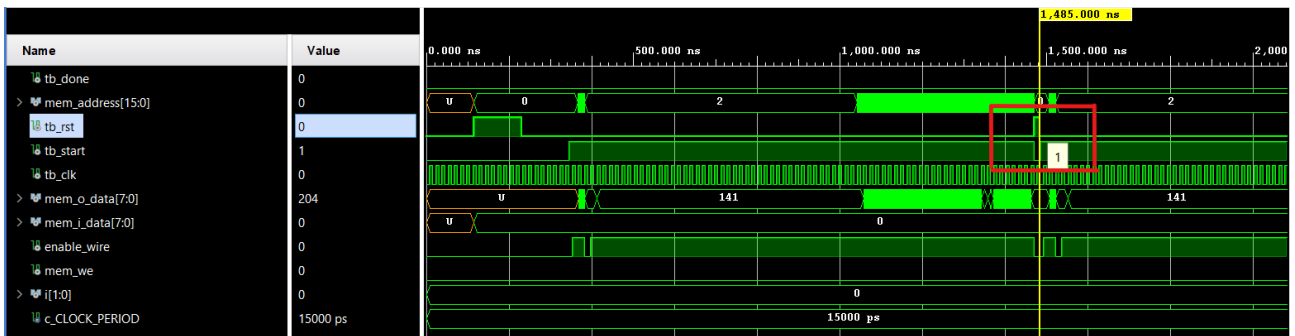 1,485.000 ns
Name Value 0.000 ns 500.000 ns 1,000.000 ns 1,500.000 ns 2,000
tb_done 0
mem_address[15:0] 0 U 0 2 0 2
tb_rst 0
tb_start 1 1
tb_clk 0
mem_o_data[7:0] 204 U 141 141
mem_i_data[7:0] 0 U 0
enable_wire 0
mem_we 0
i[1:0] 0 0
c_CLOCK_PERIOD 15000 ps 15000 ps